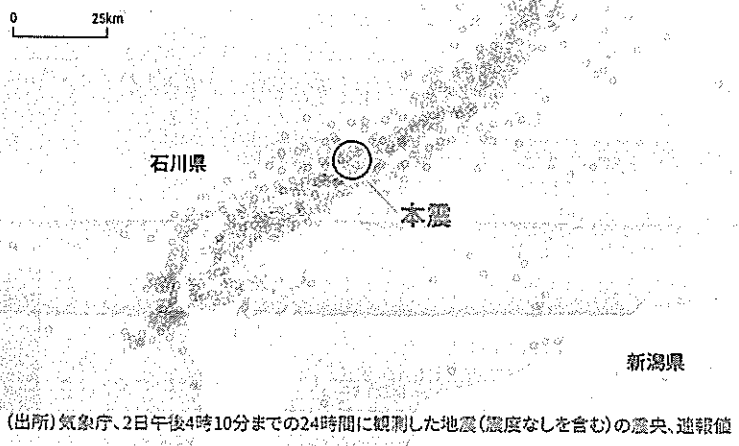 0 25km
石川県
本震
新潟県
(出所)気象庁、2日午後4時10分までの24時間に観測した地震(震度なしを含む)の震央、速報値